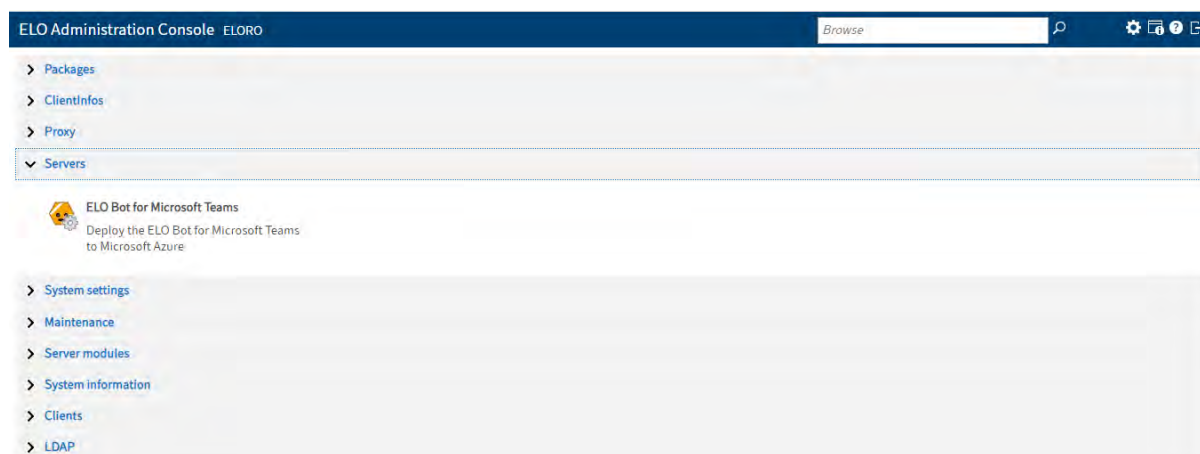 ELO Administration Console ELORO
Browse
Packages
ClientInfos
Proxy
Servers
ELO Bot for Microsoft Teams
Deploy the ELO Bot for Microsoft Teams
to Microsoft Azure
System settings
Maintenance
Server modules
System information
Clients
LDAP